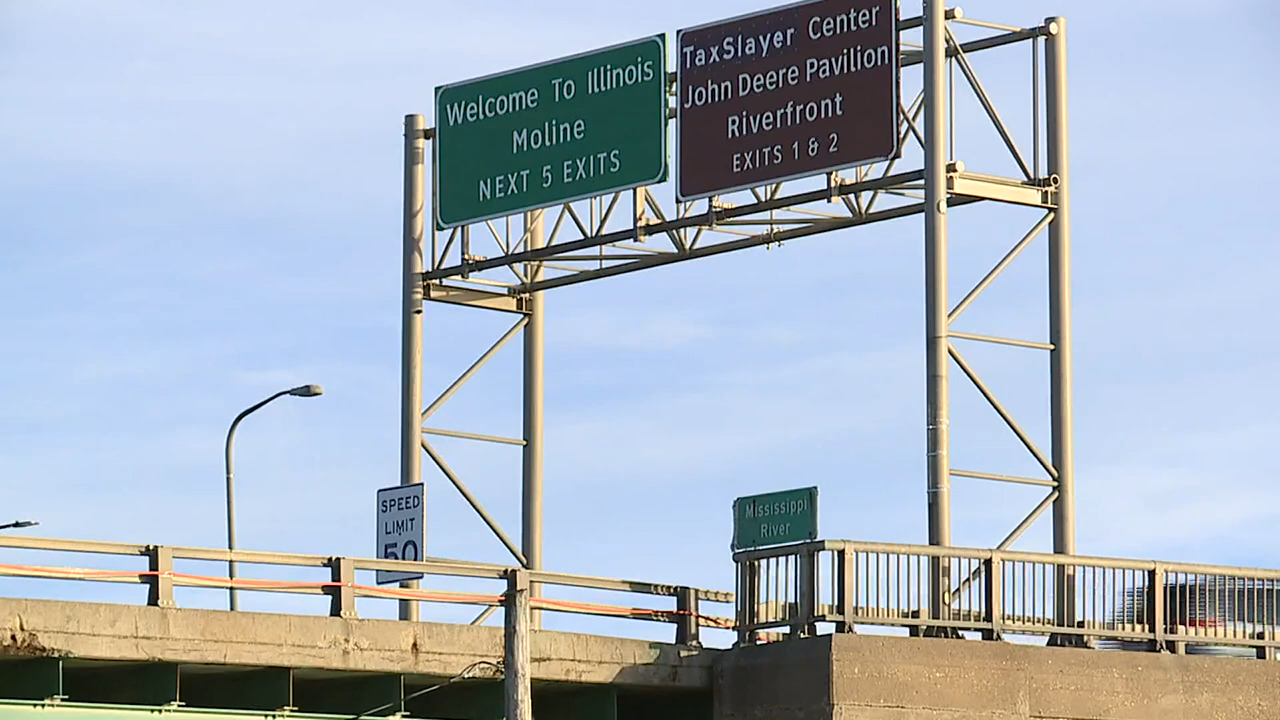 Welcome To Illinois
Moline
NEXT 5 EXITS
TaxSlayer Center
John Deere Pavilion
Riverfront
EXITS 1 & 2
SPEED
LIMIT
50
Mississippi
River